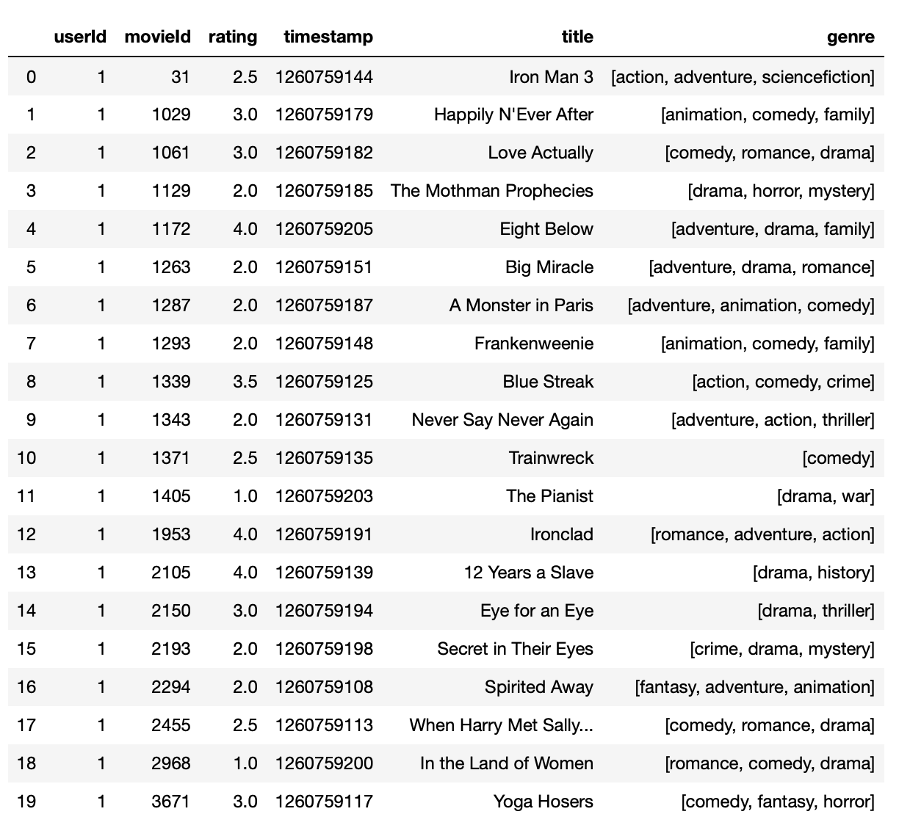 userId movieId rating timestamp title genre
0 1 31 2.5 1260759144 Iron Man 3 [action, adventure, sciencefiction]
1 1 1029 3.0 1260759179 Happily N'Ever After [animation, comedy, family]
2 1 1061 3.0 1260759182 Love Actually [comedy, romance, drama]
3 1 1129 2.0 1260759185 The Mothman Prophecies [drama, horror, mystery]
4 1 1172 4.0 1260759205 Eight Below [adventure, drama, family]
5 1 1263 2.0 1260759151 Big Miracle [adventure, drama, romance]
6 1 1287 2.0 1260759187 A Monster in Paris [adventure, animation, comedy]
7 1 1293 2.0 1260759148 Frankenweenie [animation, comedy, family]
8 1 1339 3.5 1260759125 Blue Streak [action, comedy, crime]
9 1 1343 2.0 1260759131 Never Say Never Again [adventure, action, thriller]
10 1 1371 2.5 1260759135 Trainwreck [comedy]
11 1 1405 1.0 1260759203 The Pianist [drama, war]
12 1 1953 4.0 1260759191 Ironclad [romance, adventure, action]
13 1 2105 4.0 1260759139 12 Years a Slave [drama, history]
14 1 2150 3.0 1260759194 Eye for an Eye [drama, thriller]
15 1 2193 2.0 1260759198 Secret in Their Eyes [crime, drama, mystery]
16 1 2294 2.0 1260759108 Spirited Away [fantasy, adventure, animation]
17 1 2455 2.5 1260759113 When Harry Met Sally... [comedy, romance, drama]
18 1 2968 1.0 1260759200 In the Land of Women [romance, comedy, drama]
19 1 3671 3.0 1260759117 Yoga Hosers [comedy, fantasy, horror]